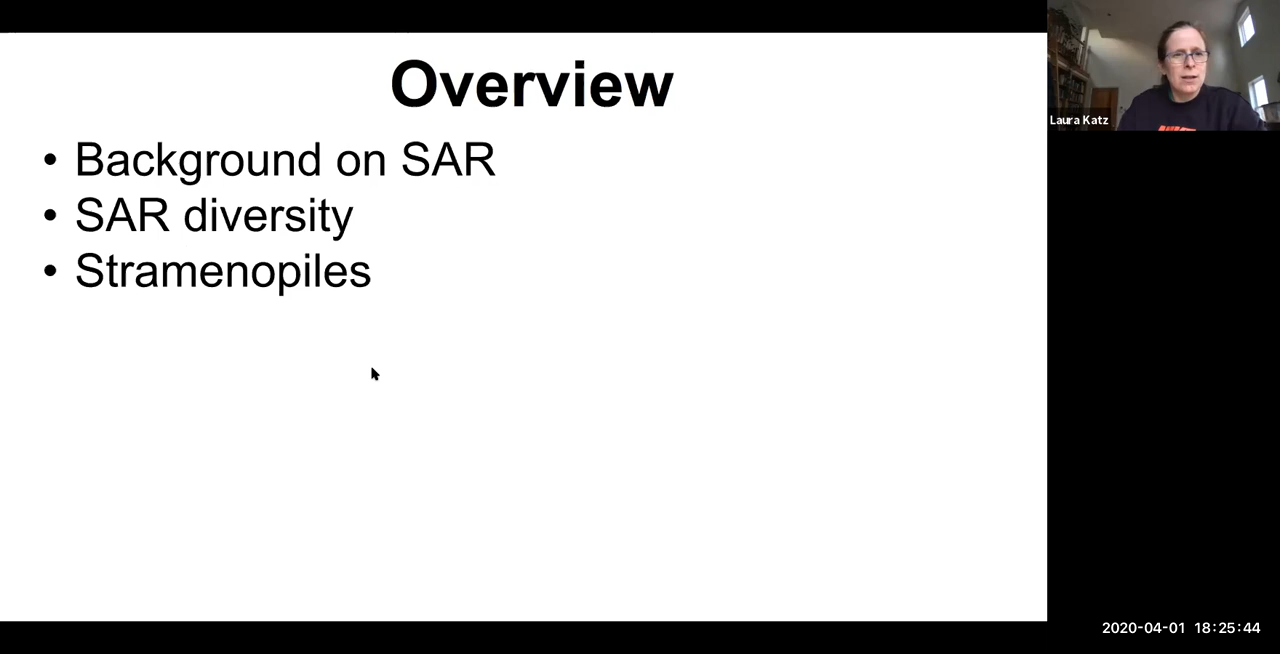 Overview
• Background on SAR
• SAR diversity
• Stramenopiles
Laura Katz
2020-04-01 18:25:44